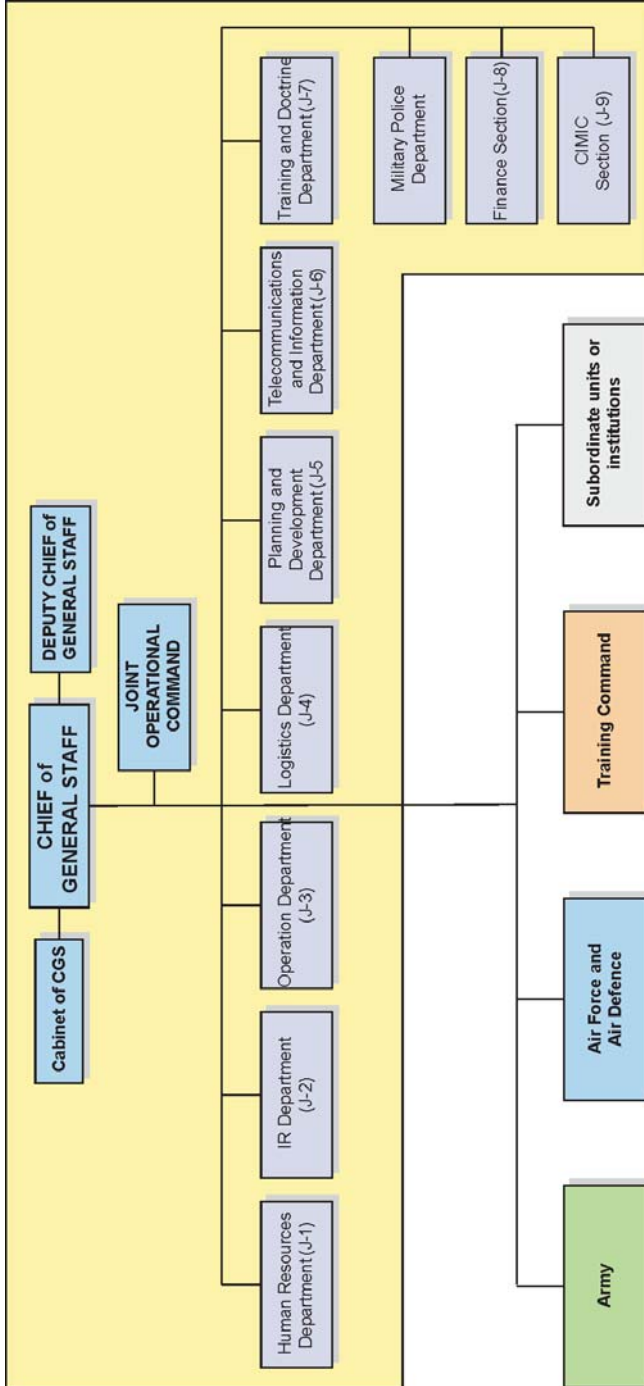 Cabinet of CGS
CHIEF of
GENERAL STAFF
DEPUTY CHIEF of
GENERAL STAFF
JOINT
OPERATIONAL
COMMAND
Human Resources
Department (J-1)
IR Department
(J-2)
Operation Department
(J-3)
Logistics Department
(J-4)
Planning and
Development
Department (J-5
Telecommunications
and Information
Department (J-6)
Training and Doctrine
Department (J-7)
Military Police
Department
Finance Section(J-8)
CIMIC
Section (J-9)
Army
Air Force and
Air Defence
Training Command
Subordinate units or
institutions